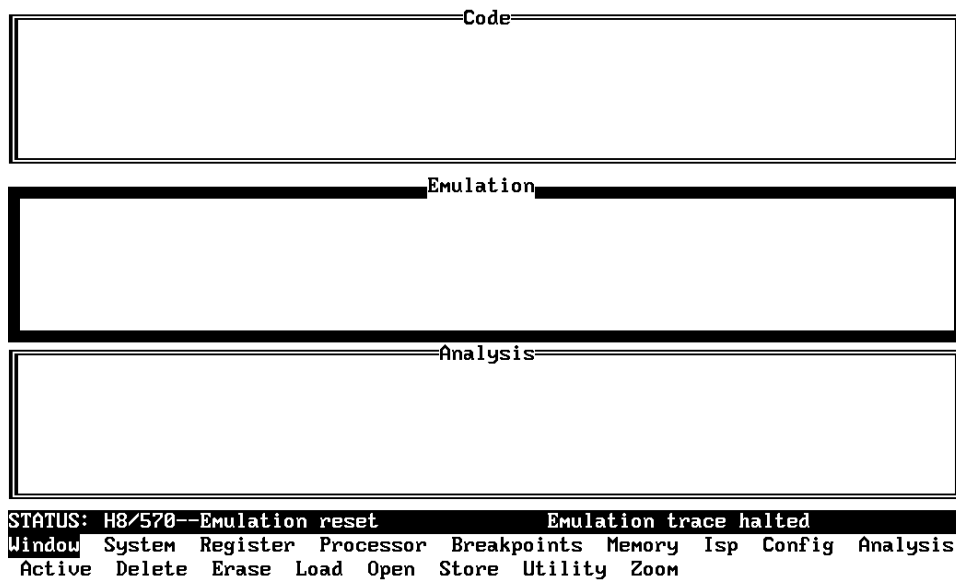 Code
Emulation
Analysis
STATUS: H8/570--Emulation reset Emulation trace halted
Window System Register Processor Breakpoints Memory Isp Config Analysis
Active Delete Erase Load Open Store Utility Zoom